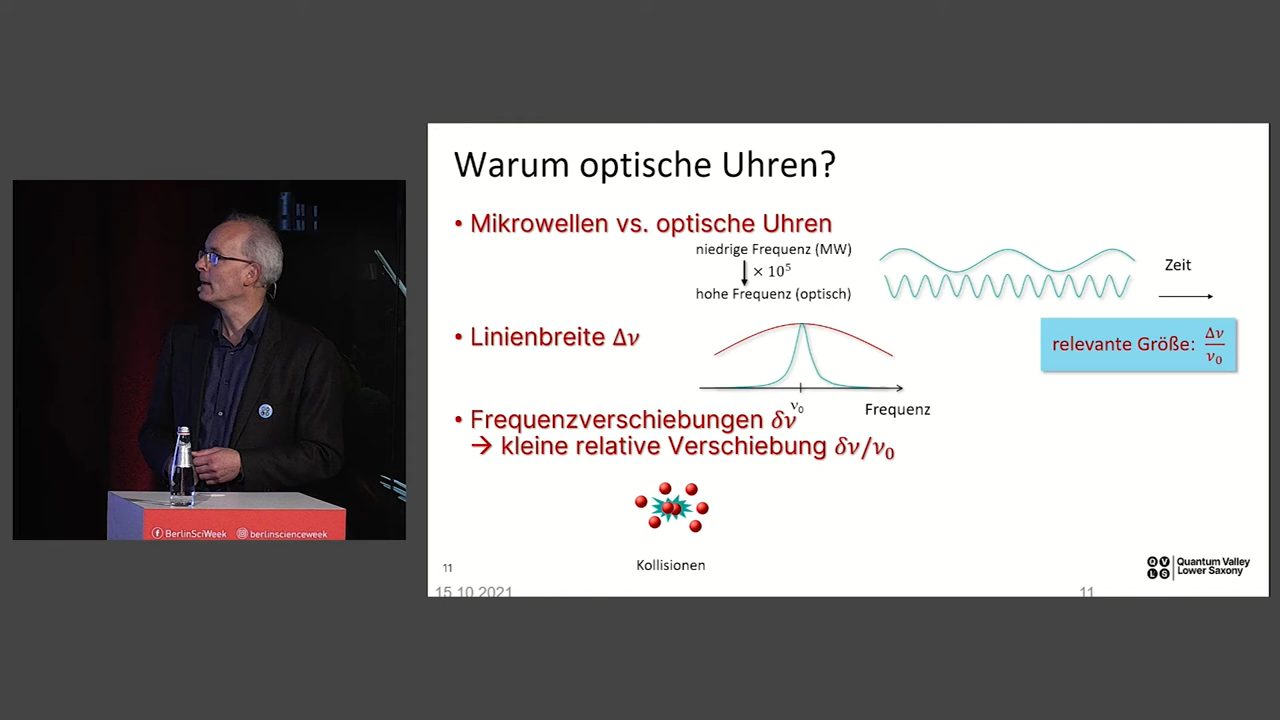 Warum optische Uhren?
• Mikrowellen vs. optische Uhren
niedrige Frequenz (MW)
× 10⁵
hohe Frequenz (optisch)
Zeit
• Linienbreite Δν
relevante Größe: Δν/ν₀
ν₀
Frequenz
• Frequenzverschiebungen δν
→ kleine relative Verschiebung δν/ν₀
Kollisionen
11
Quantum Valley
Lower Saxony
QVLS
15.10.2021
11
BerlinSciWeek
berlinscienceweek